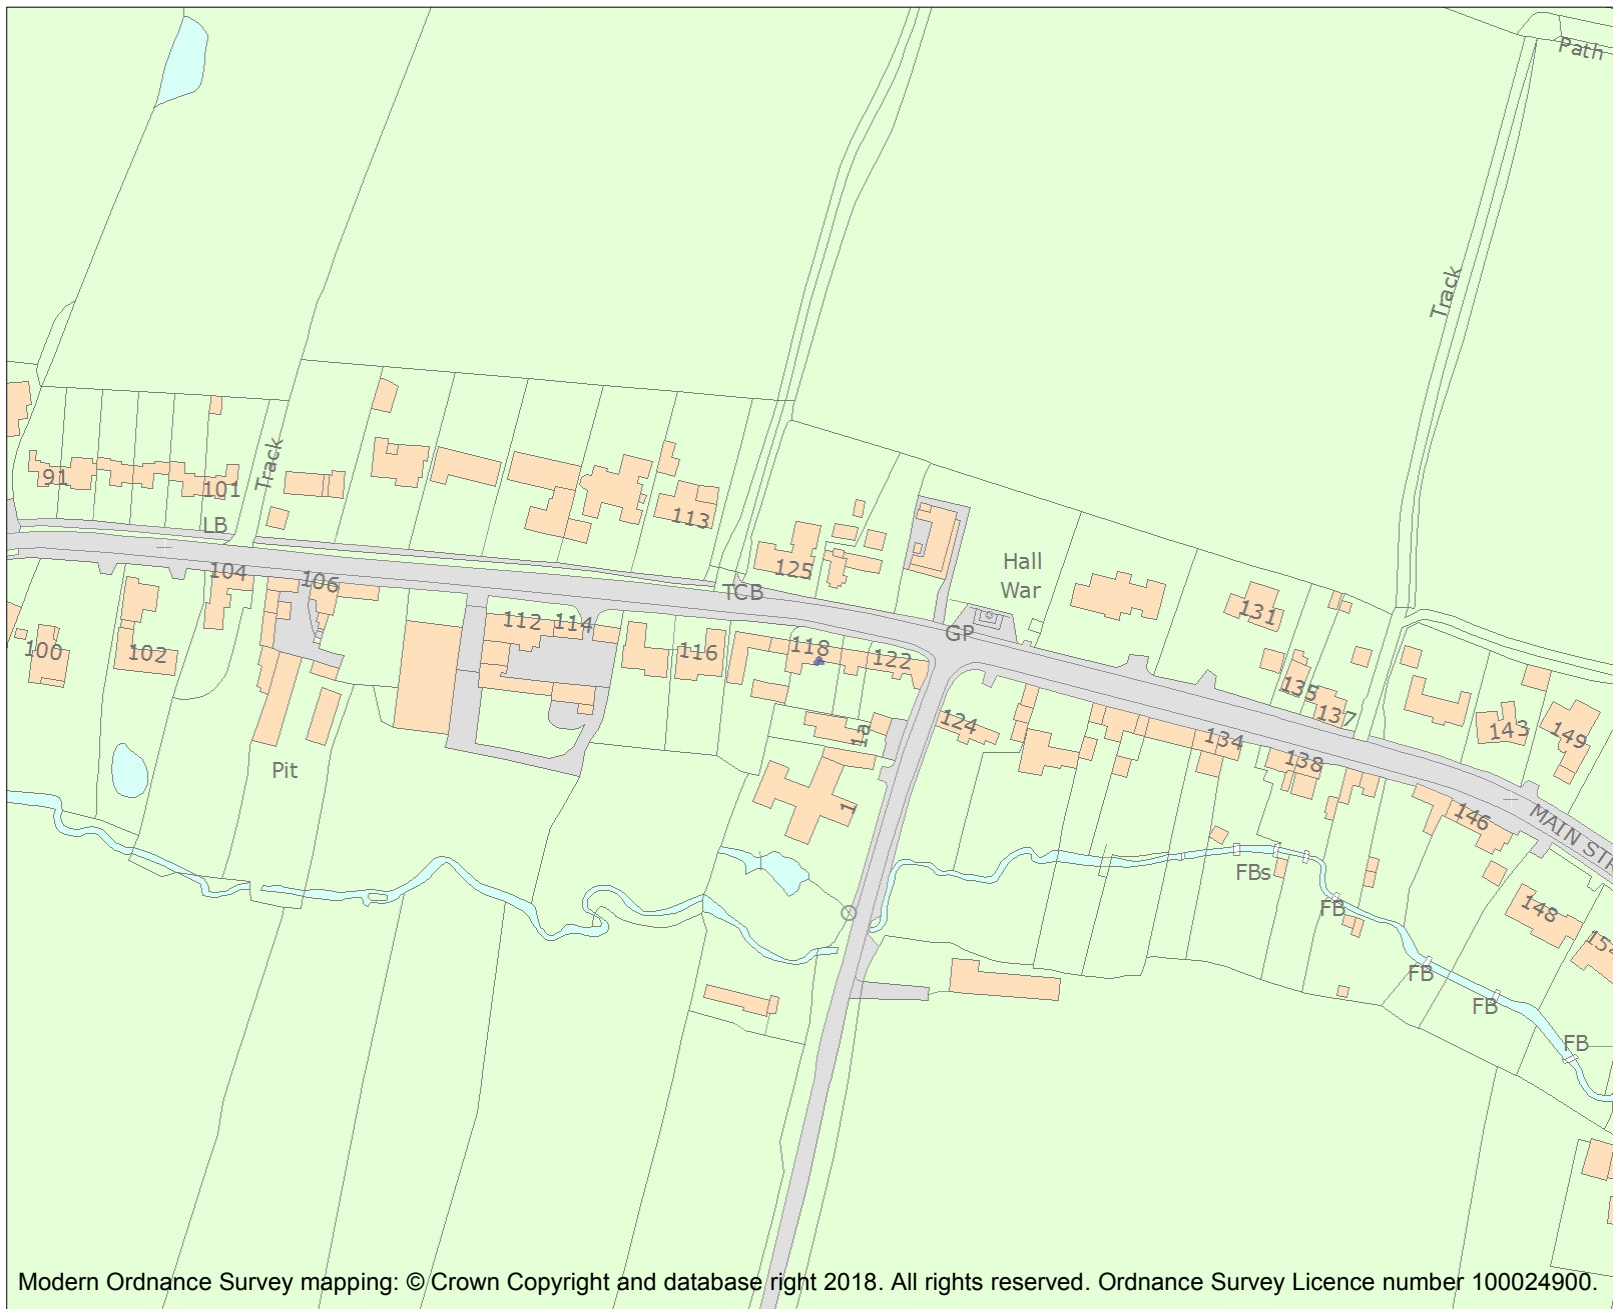 Path
Track
Track
91
101
LB
113
104
106
125
TCB
Hall
War
GP
131
100
102
112
114
116
118
122
124
1a
1
134
135
137
138
143
149
146
MAIN STR
Pit
FBs
FB
148
154
FB
FB
FB
Modern Ordnance Survey mapping: © Crown Copyright and database right 2018. All rights reserved. Ordnance Survey Licence number 100024900.